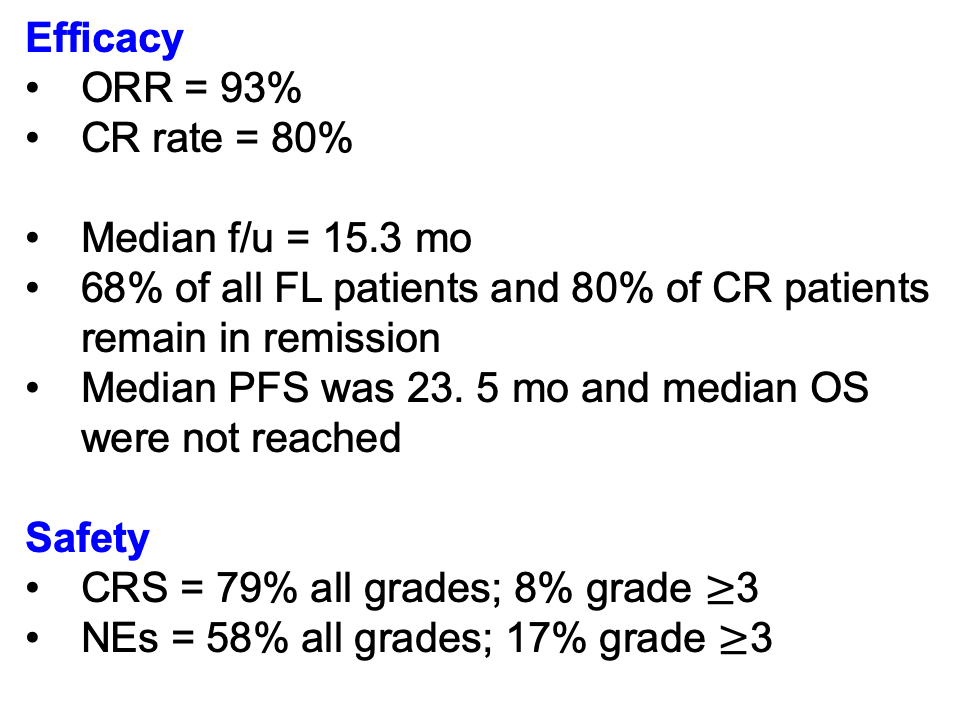 Efficacy
• ORR = 93%
• CR rate = 80%
• Median f/u = 15.3 mo
• 68% of all FL patients and 80% of CR patients
remain in remission
• Median PFS was 23. 5 mo and median OS
were not reached
Safety
• CRS = 79% all grades; 8% grade ≥3
• NEs = 58% all grades; 17% grade ≥3